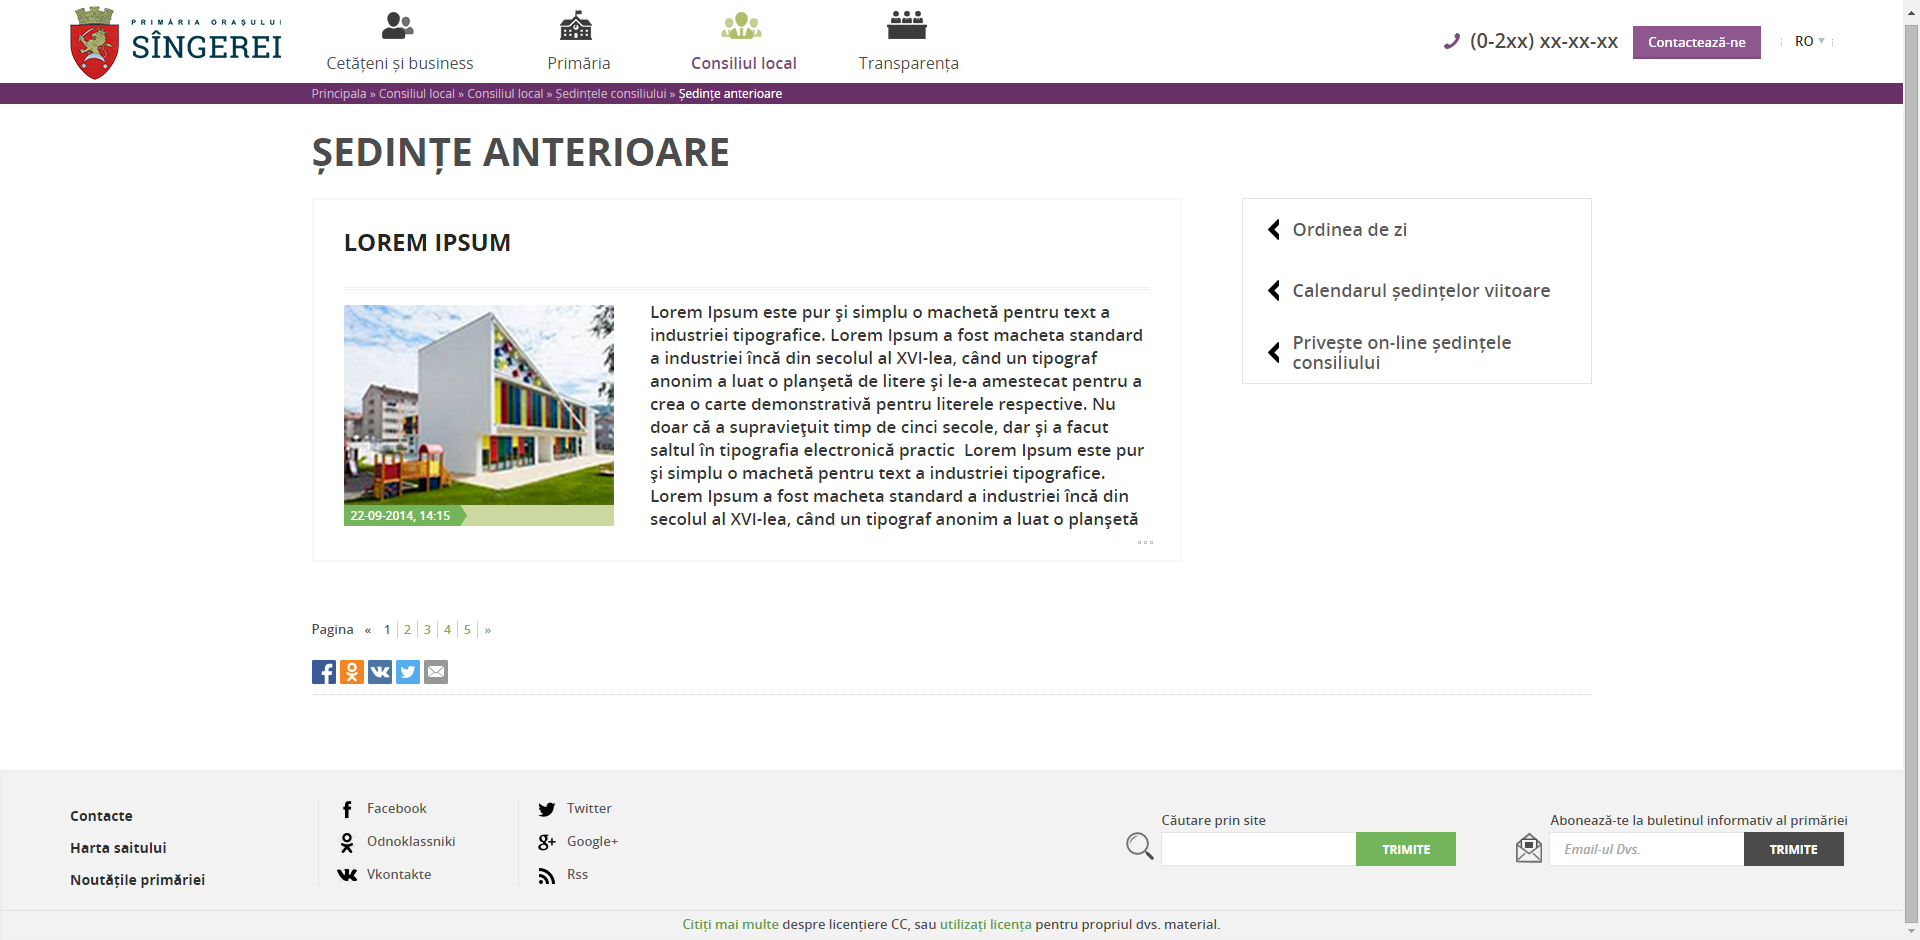 PRIMĂRIA ORAȘULUI
SÎNGEREI
Cetățeni și business
Primăria
Consiliul local
Transparența
(0-2xx) xx-xx-xx
Contactează-ne
RO
Principala » Consiliul local » Consiliul local » Ședințele consiliului » Ședințe anterioare
ȘEDINȚE ANTERIOARE
LOREM IPSUM
22-09-2014, 14:15
Lorem Ipsum este pur şi simplu o machetă pentru text a
industriei tipografice. Lorem Ipsum a fost macheta standard
a industriei încă din secolul al XVI-lea, când un tipograf
anonim a luat o planşetă de litere şi le-a amestecat pentru a
crea o carte demonstrativă pentru literele respective. Nu
doar că a supravieţuit timp de cinci secole, dar şi a facut
saltul în tipografia electronică practic  Lorem Ipsum este pur
şi simplu o machetă pentru text a industriei tipografice.
Lorem Ipsum a fost macheta standard a industriei încă din
secolul al XVI-lea, când un tipograf anonim a luat o planşetă
Ordinea de zi
Calendarul ședințelor viitoare
Privește on-line ședințele
consiliului
Pagina « 1 2 3 4 5 »
Contacte
Harta saitului
Noutățile primăriei
Facebook
Odnoklassniki
Vkontakte
Twitter
Google+
Rss
Căutare prin site
TRIMITE
Abonează-te la buletinul informativ al primăriei
Email-ul Dvs.
TRIMITE
Citiți mai multe despre licențiere CC, sau utilizați licența pentru propriul dvs. material.